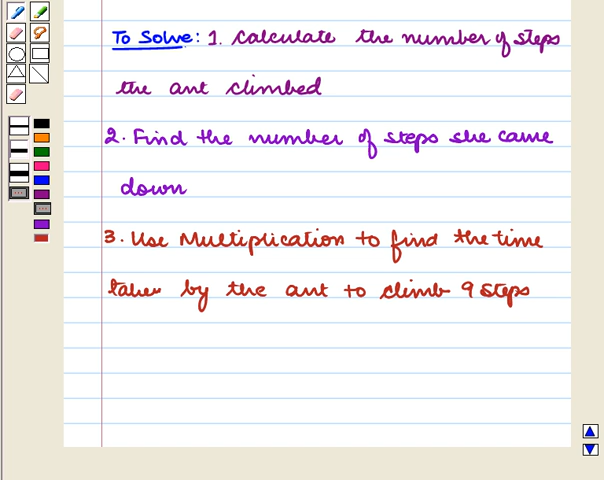 To Solve: 1. Calculate the number of steps
the ant climbed
2. Find the number of steps she came
down
3. Use Multiplication to find the time
taken by the ant to climb 9 steps